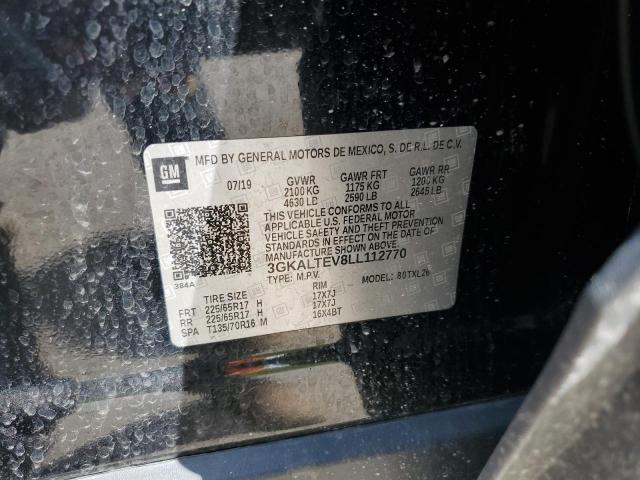 GM
MFD BY GENERAL MOTORS DE MEXICO, S. DE R.L. DE C.V.
07/19 GVWR GAWR FRT GAWR RR
2100 KG 1175 KG 1200 KG
4630 LB 2590 LB 2645 LB
THIS VEHICLE CONFORMS TO ALL
APPLICABLE U.S. FEDERAL MOTOR
VEHICLE SAFETY AND THEFT PREVENTION
STANDARDS IN EFFECT ON THE DATE OF
MANUFACTURE SHOWN ABOVE.
3GKALTEV8LL112770
384A TYPE: M.P.V. MODEL: 80TXL26
TIRE SIZE RIM
FRT 225/65R17 H 17X7J
RR 225/65R17 H 17X7J
SPA T135/70R16 M 16X4BT